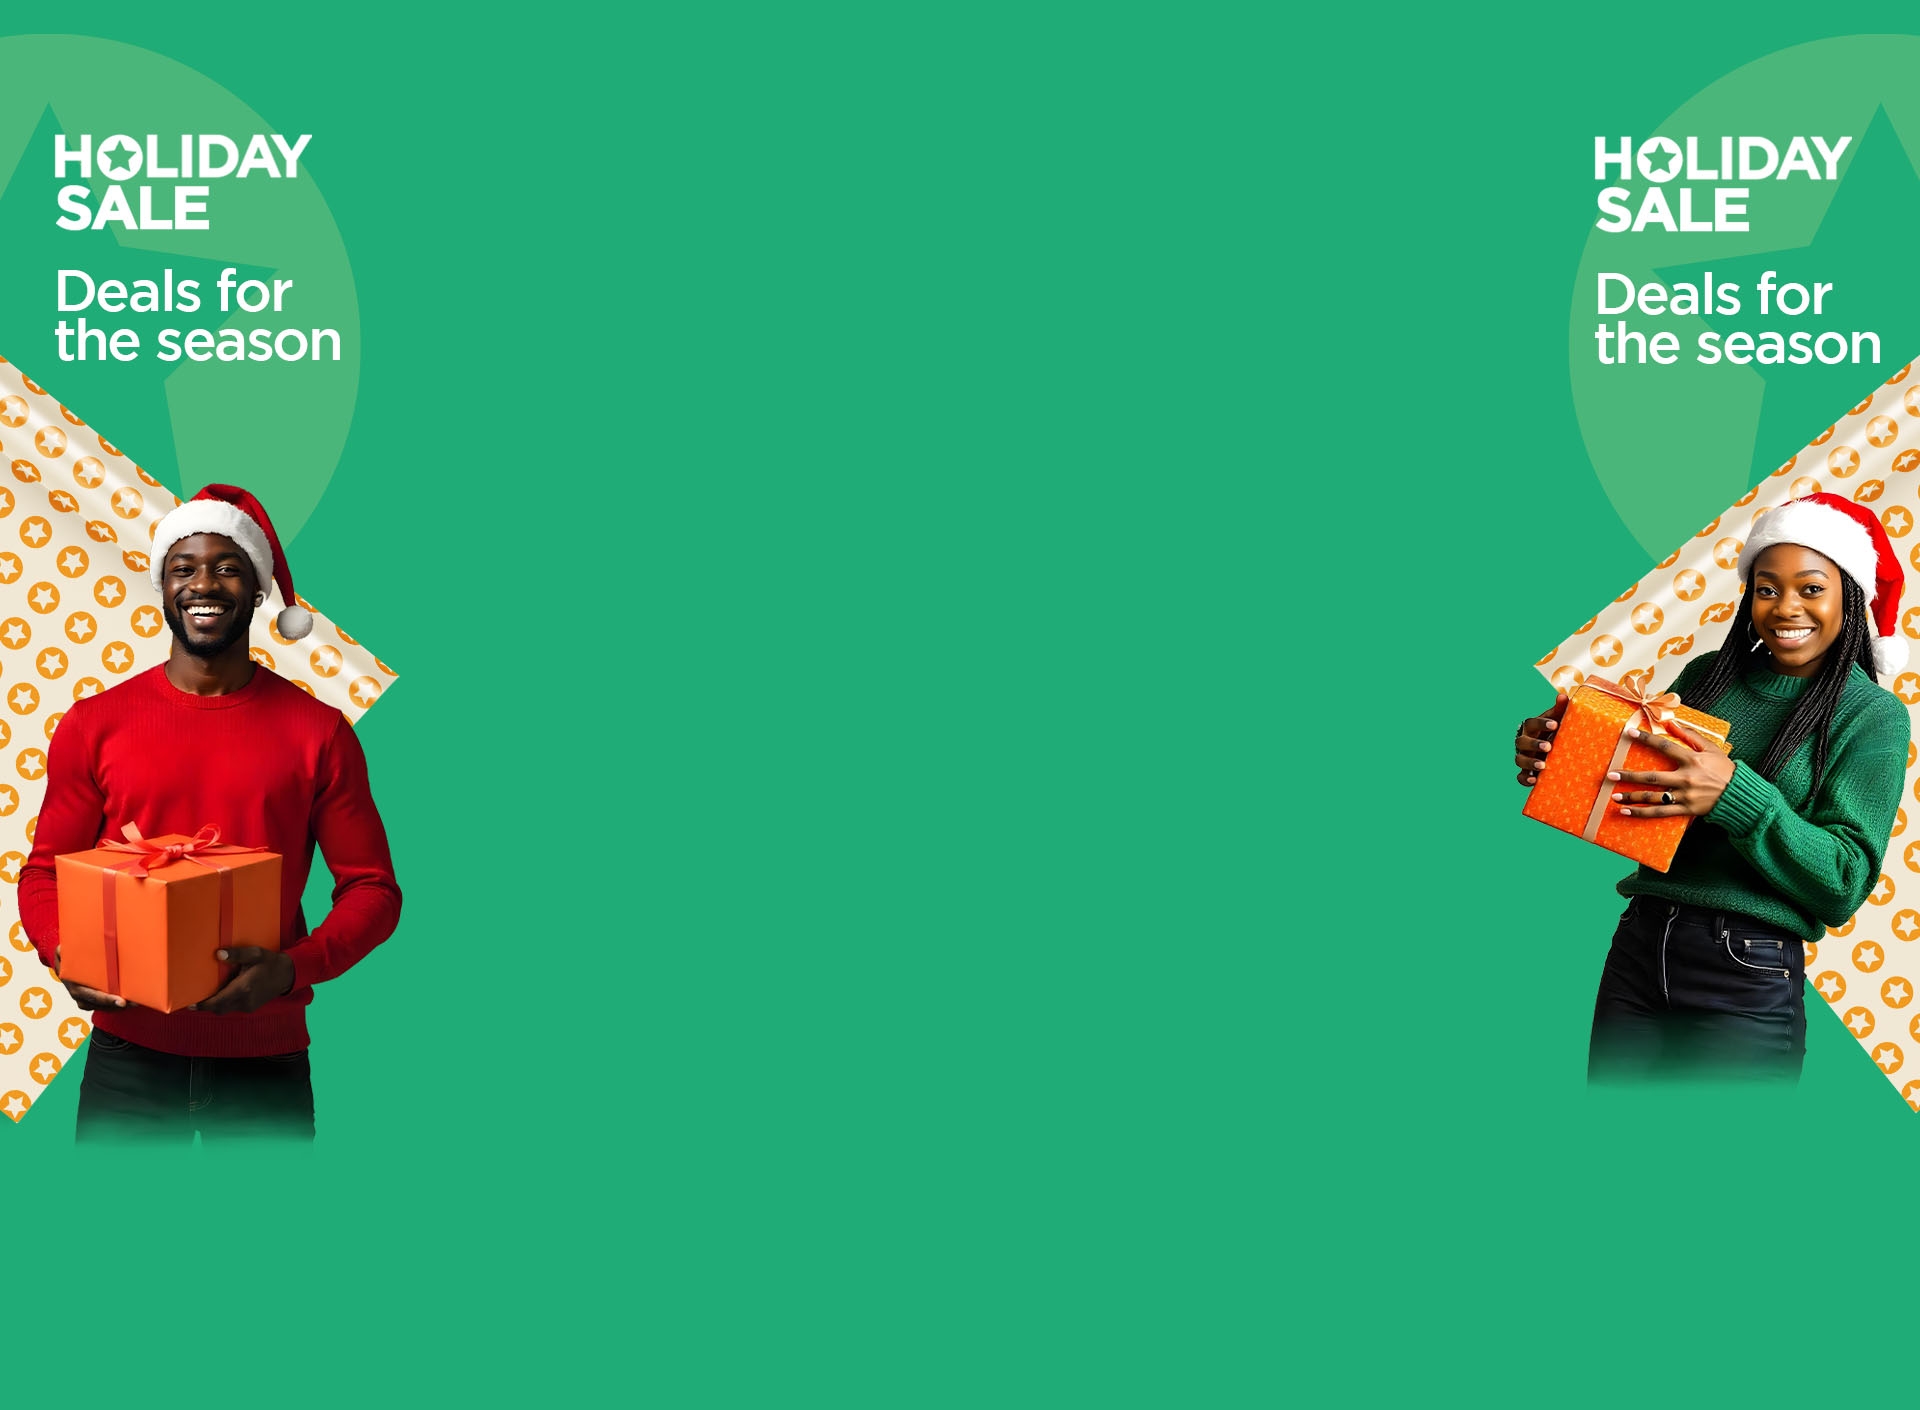 HOLIDAY
SALE
Deals for
the season
HOLIDAY
SALE
Deals for
the season